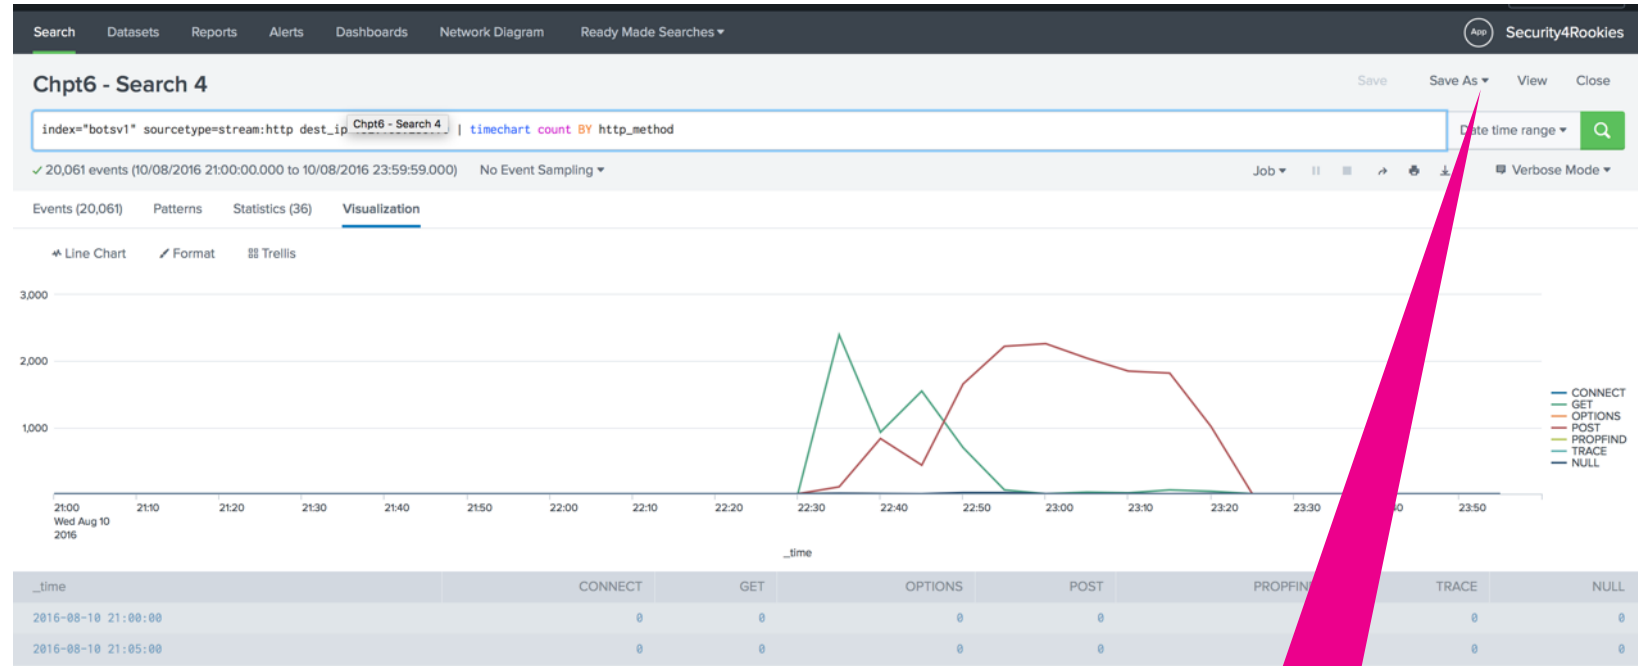 Search Datasets Reports Alerts Dashboards Network Diagram Ready Made Searches App Security4Rookies
Chpt6 - Search 4 Save Save As View Close
index="botsv1" sourcetype=stream:http dest_ip | timechart count BY http_method Date time range
Chpt6 - Search 4
20,061 events (10/08/2016 21:00:00.000 to 10/08/2016 23:59:59.000) No Event Sampling Job Verbose Mode
Events (20,061) Patterns Statistics (36) Visualization
Line Chart Format Trellis
3,000
2,000
1,000
CONNECT
GET
OPTIONS
POST
PROPFIND
TRACE
NULL
21:00 21:10 21:20 21:30 21:40 21:50 22:00 22:10 22:20 22:30 22:40 22:50 23:00 23:10 23:20 23:30 23:50
Wed Aug 10
2016
_time
_time CONNECT GET OPTIONS POST PROPFIN TRACE NULL
2016-08-10 21:00:00 0 0 0 0 0 0
2016-08-10 21:05:00 0 0 0 0 0 0